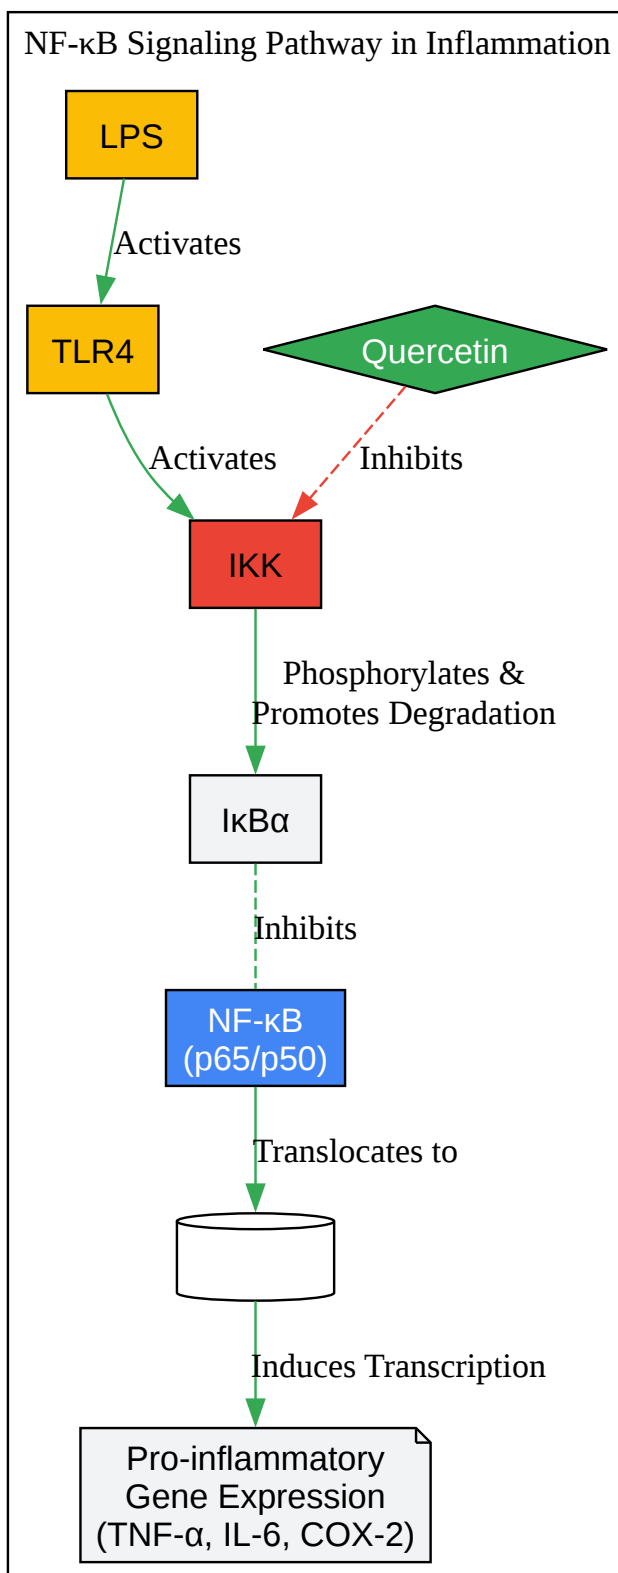 NF-κB Signaling Pathway in Inflammation
LPS
Activates
TLR4
Quercetin
Activates
Inhibits
IKK
Phosphorylates &
Promotes Degradation
IκBα
Inhibits
NF-κB
(p65/p50)
Translocates to
Induces Transcription
Pro-inflammatory
Gene Expression
(TNF-α, IL-6, COX-2)